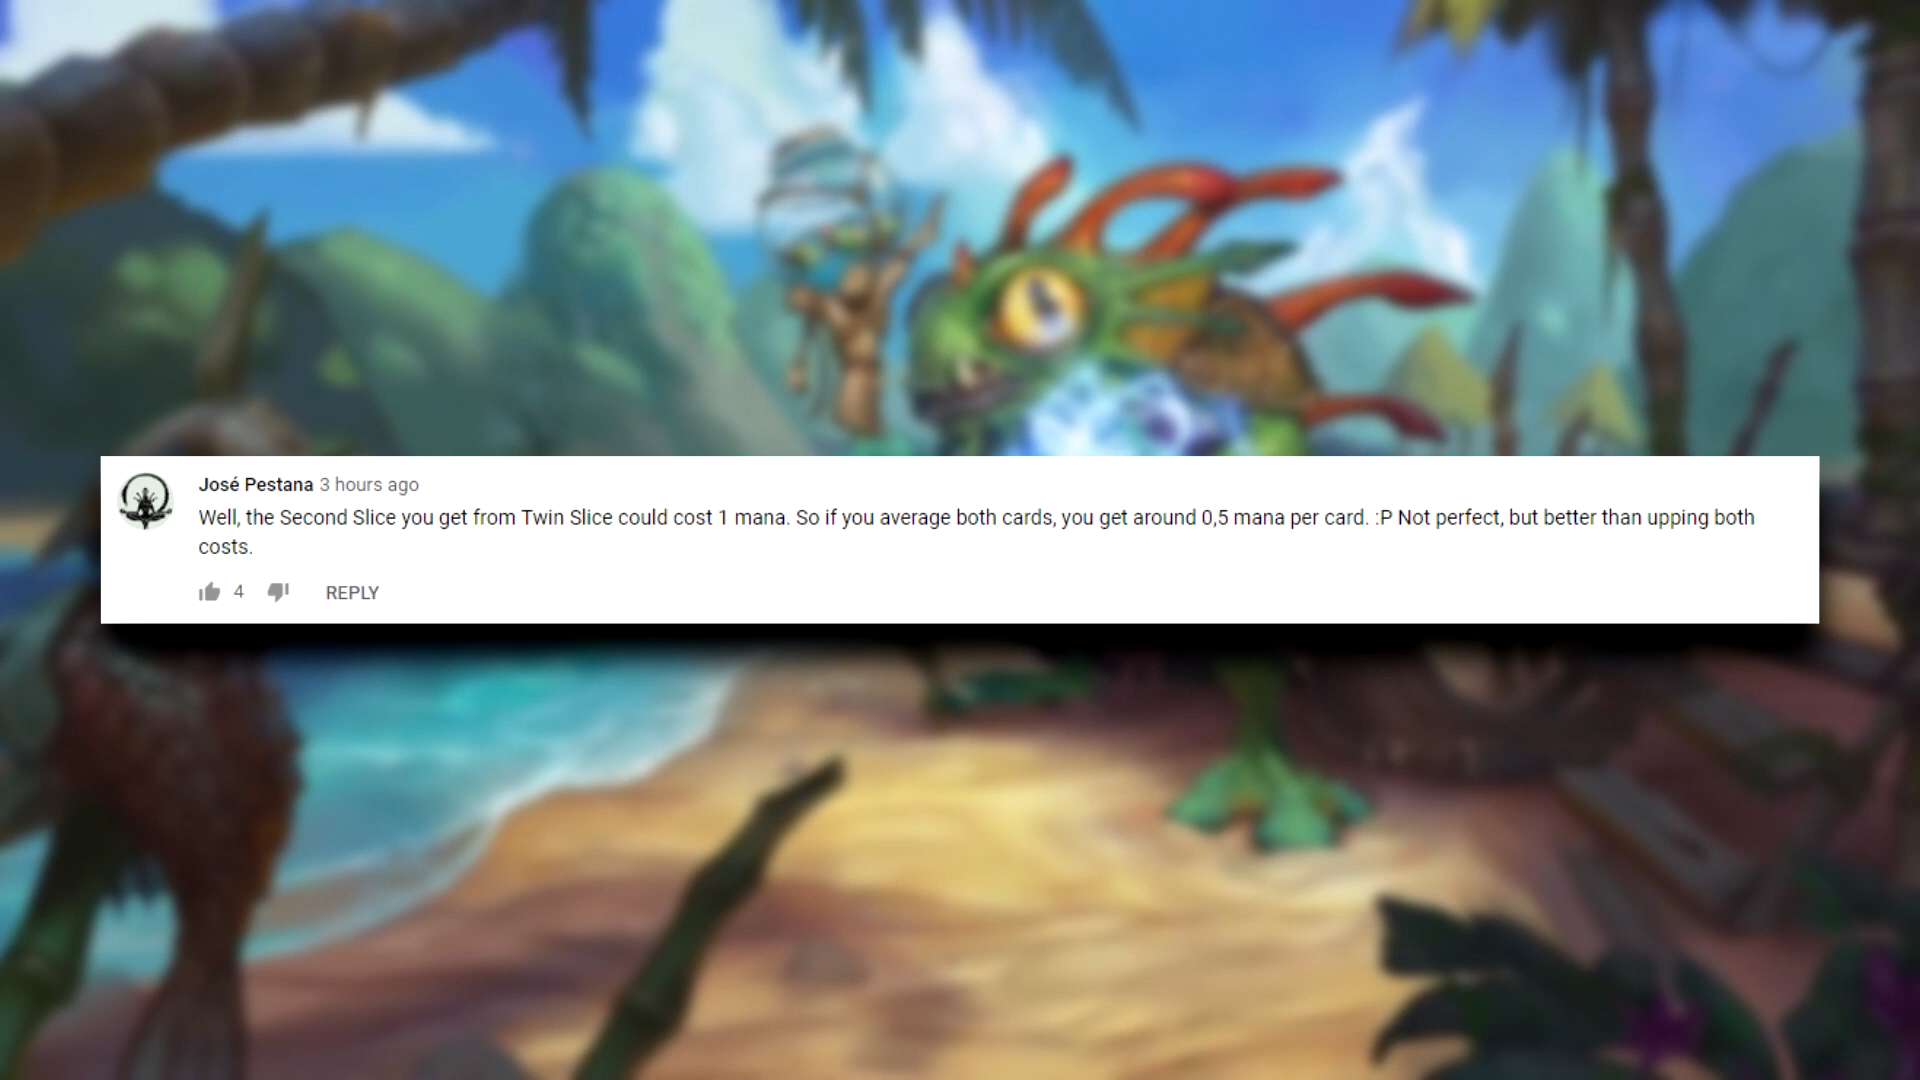 José Pestana 3 hours ago
Well, the Second Slice you get from Twin Slice could cost 1 mana. So if you average both cards, you get around 0,5 mana per card. :P Not perfect, but better than upping both
costs.
4 REPLY